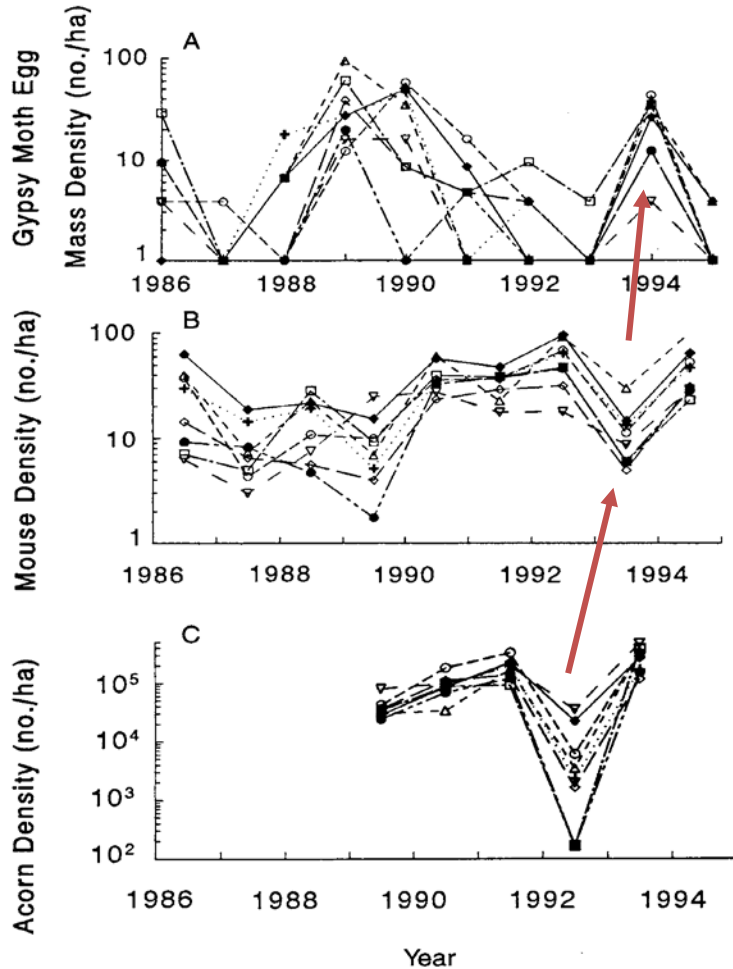 A
Gypsy Moth Egg
Mass Density (no./ha)
100
10
1
1986 1988 1990 1992 1994
B
Mouse Density (no./ha)
100
10
1
1986 1988 1990 1992 1994
C
Acorn Density (no./ha)
10⁵
10⁴
10³
10²
1986 1988 1990 1992 1994
Year